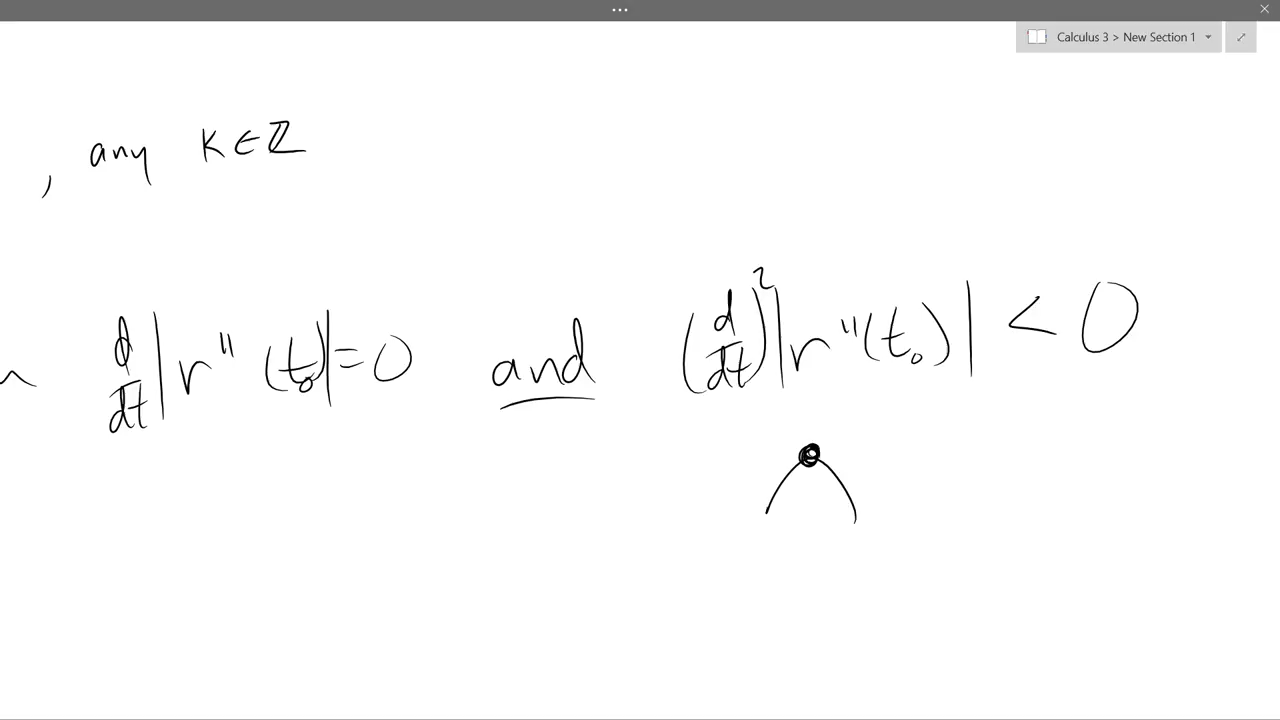 Calculus 3 > New Section 1
, any K ∈ ℤ
d/dt |r''(t₀)| = 0 and (d/dt)² |r''(t₀)| < 0